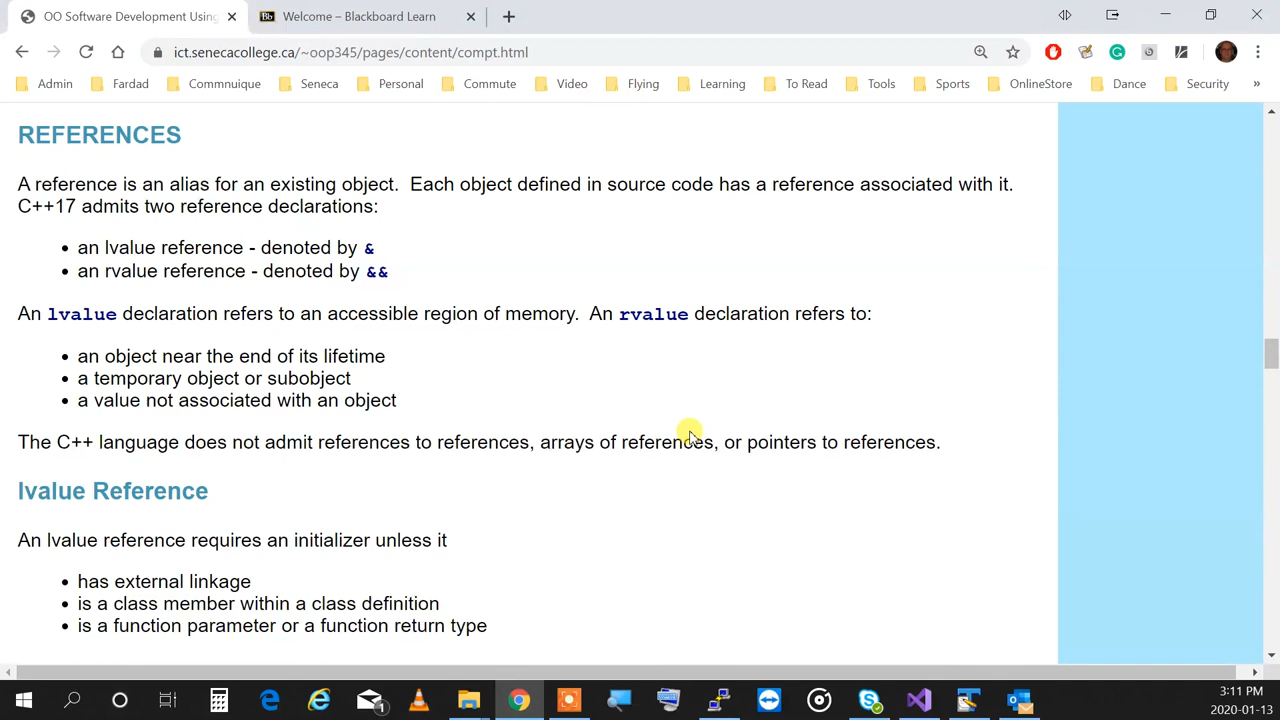 OO Software Development Using
Welcome – Blackboard Learn
ict.senecacollege.ca/~oop345/pages/content/compt.html
Admin Fardad Commnuique Seneca Personal Commute Video Flying Learning To Read Tools Sports OnlineStore Dance Security »
REFERENCES
A reference is an alias for an existing object. Each object defined in source code has a reference associated with it.
C++17 admits two reference declarations:
• an lvalue reference - denoted by &
• an rvalue reference - denoted by &&
An lvalue declaration refers to an accessible region of memory. An rvalue declaration refers to:
• an object near the end of its lifetime
• a temporary object or subobject
• a value not associated with an object
The C++ language does not admit references to references, arrays of references, or pointers to references.
lvalue Reference
An lvalue reference requires an initializer unless it
• has external linkage
• is a class member within a class definition
• is a function parameter or a function return type
3:11 PM
2020-01-13